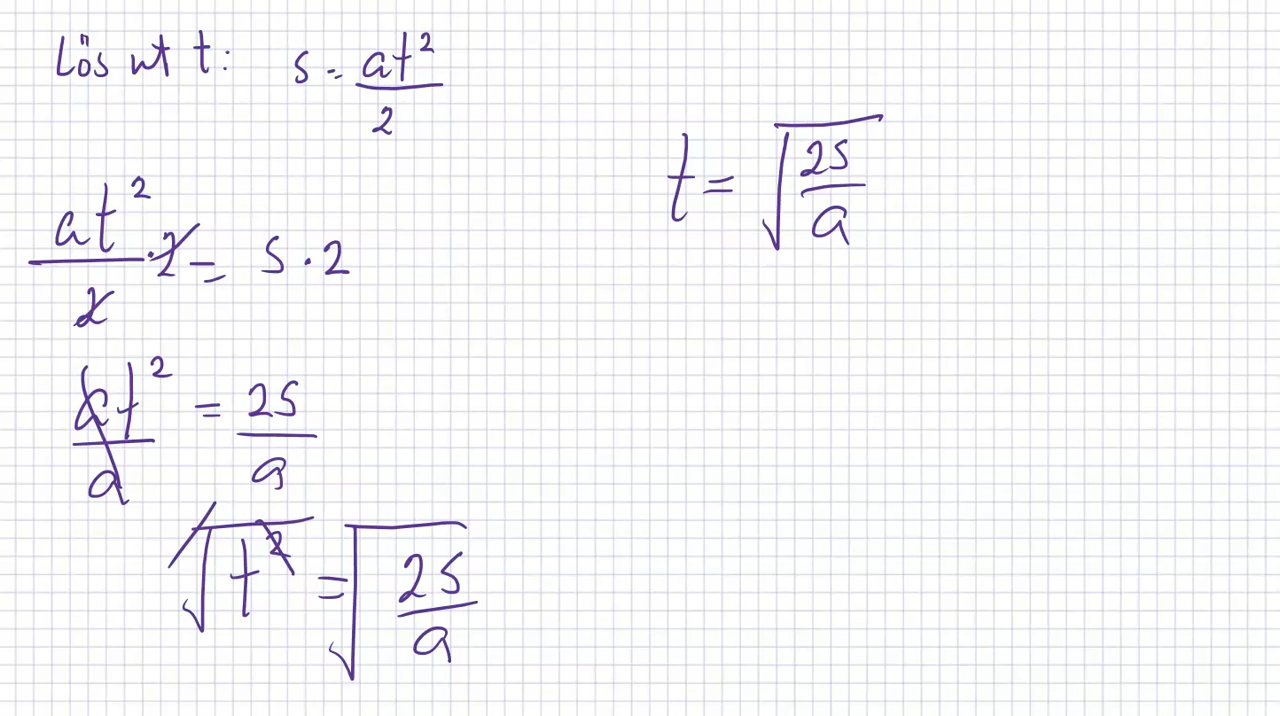 Lös ut t: s = at²/2
at²/2 · 2 = s · 2
at²/a = 2s/a
√t² = √(2s/a)
t = √(2s/a)